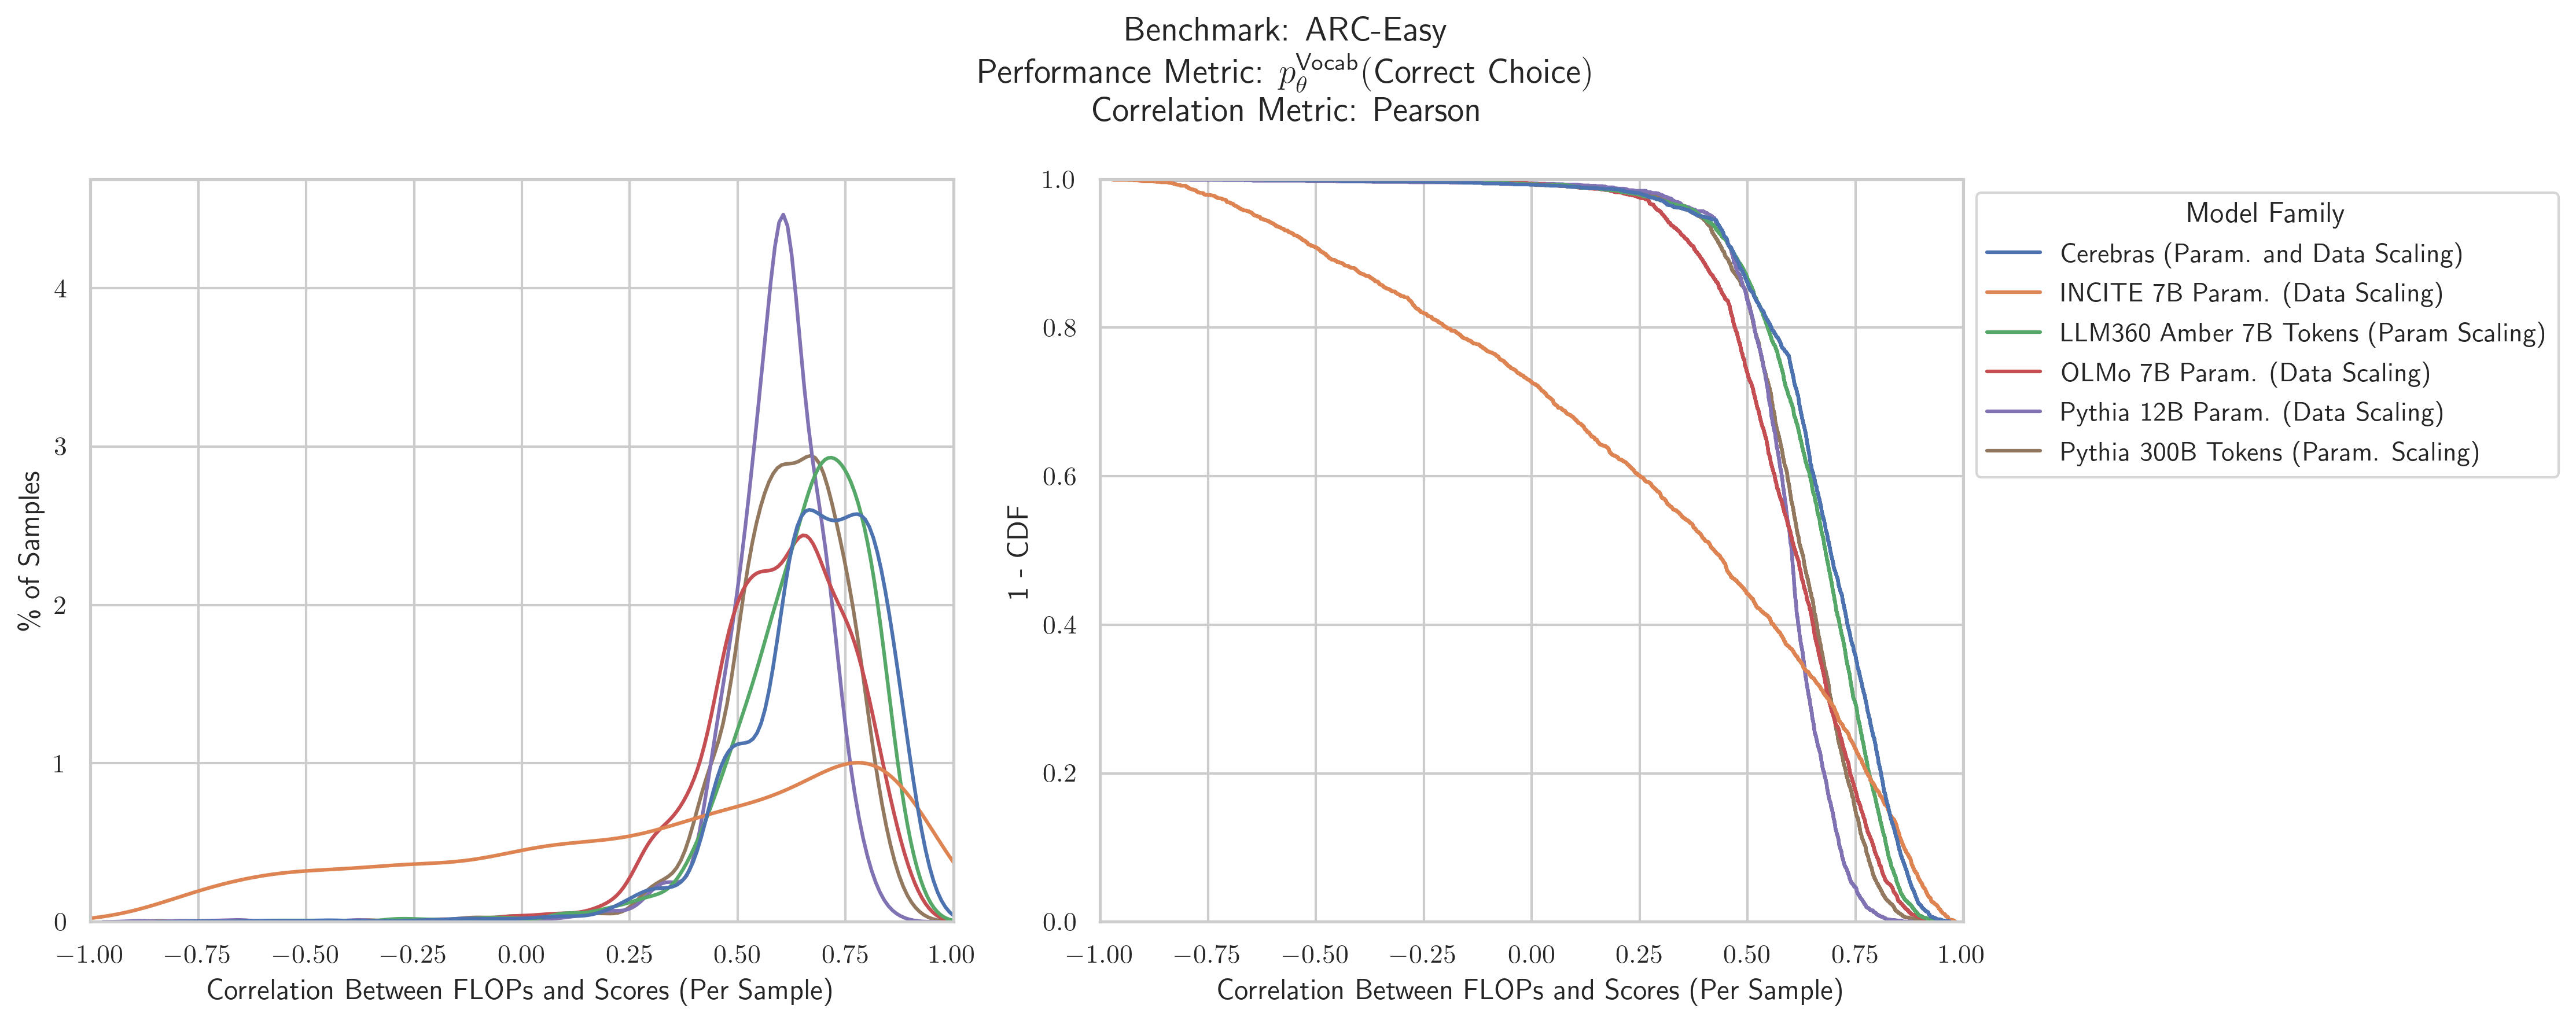 Benchmark: ARC-Easy
Performance Metric: $p_\theta^{\text{Vocab}}$(Correct Choice)
Correlation Metric: Pearson
% of Samples
4
3
2
1
0
−1.00 −0.75 −0.50 −0.25 0.00 0.25 0.50 0.75 1.00
Correlation Between FLOPs and Scores (Per Sample)
1 - CDF
1.0
0.8
0.6
0.4
0.2
0.0
−1.00 −0.75 −0.50 −0.25 0.00 0.25 0.50 0.75 1.00
Correlation Between FLOPs and Scores (Per Sample)
Model Family
Cerebras (Param. and Data Scaling)
INCITE 7B Param. (Data Scaling)
LLM360 Amber 7B Tokens (Param Scaling)
OLMo 7B Param. (Data Scaling)
Pythia 12B Param. (Data Scaling)
Pythia 300B Tokens (Param. Scaling)